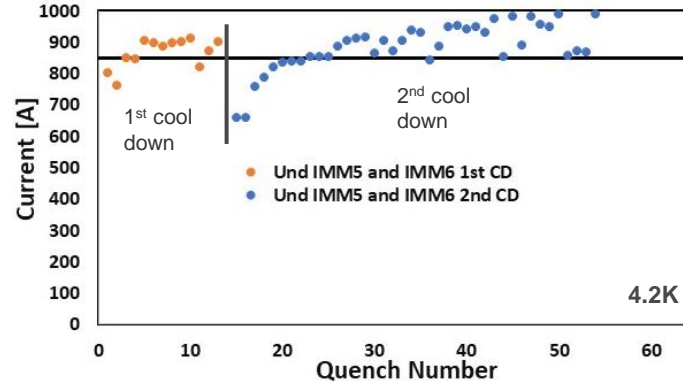 1000
900
800
700
600
500
400
300
200
100
0
Current [A]
1st cool
down
2nd cool
down
Und IMM5 and IMM6 1st CD
Und IMM5 and IMM6 2nd CD
4.2K
0 10 20 30 40 50 60
Quench Number